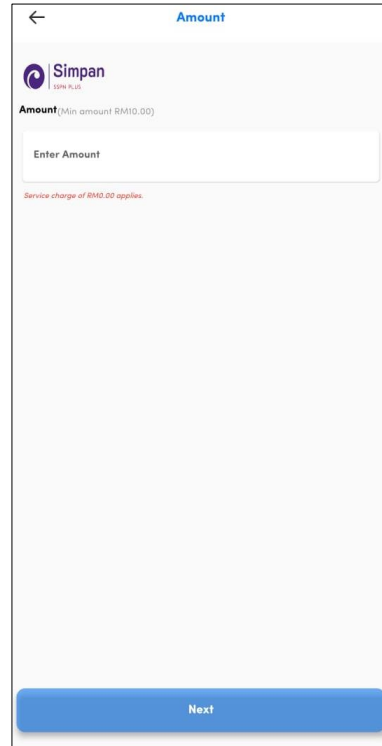 Amount
Simpan
SSPN PLUS
Amount(Min amount RM10.00)
Enter Amount
Service charge of RM0.00 applies.
Next